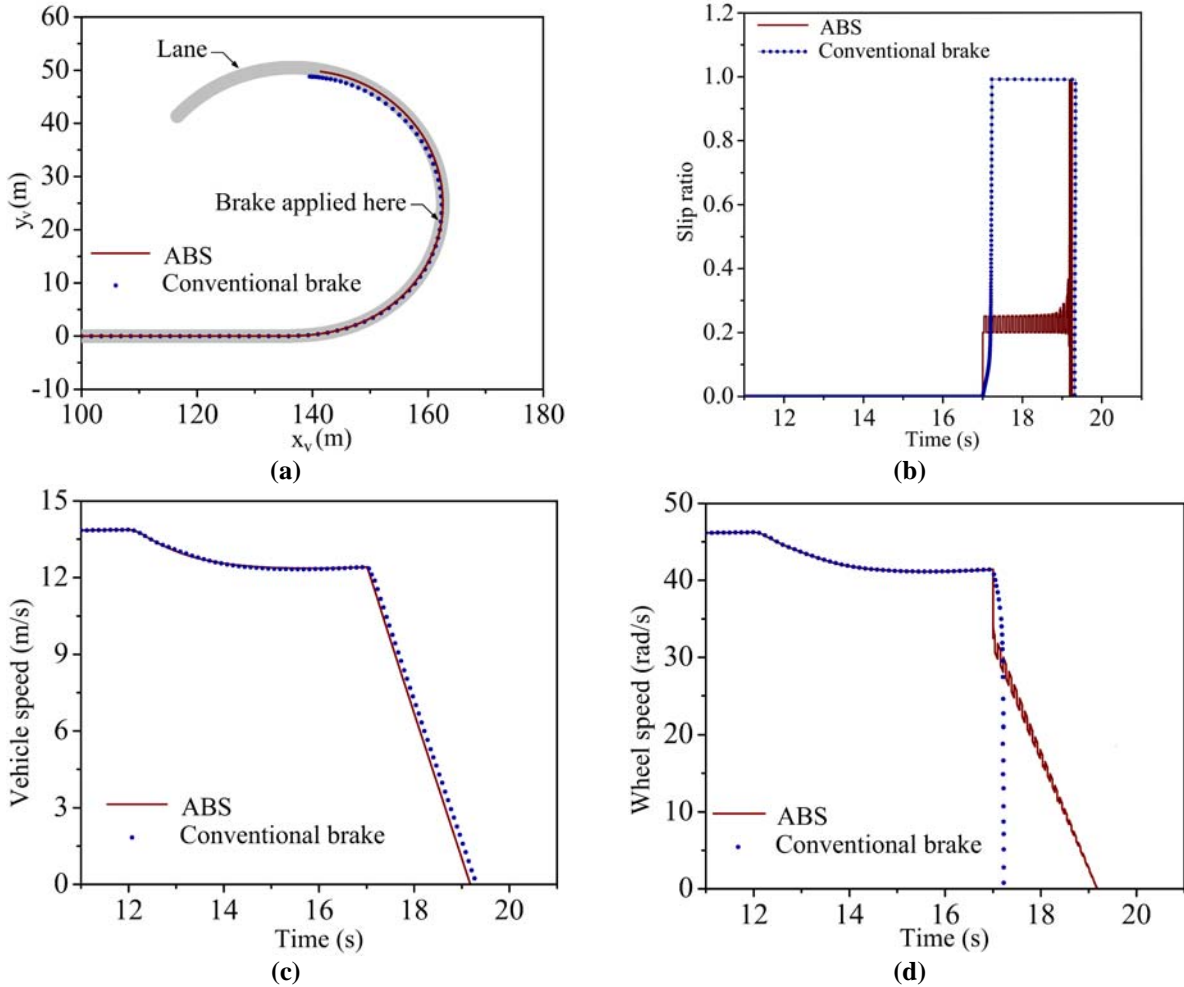 60
50
40
30
20
10
0
-10
y_v (m)
Lane
Brake applied here
ABS
Conventional brake
100
120
140
160
180
x_v (m)
(a)
1.2
1.0
0.8
0.6
0.4
0.2
0.0
Slip ratio
ABS
Conventional brake
12
14
16
18
20
Time (s)
(b)
15
12
9
6
3
0
Vehicle speed (m/s)
ABS
Conventional brake
12
14
16
18
20
Time (s)
(c)
50
40
30
20
10
0
Wheel speed (rad/s)
ABS
Conventional brake
12
14
16
18
20
Time (s)
(d)